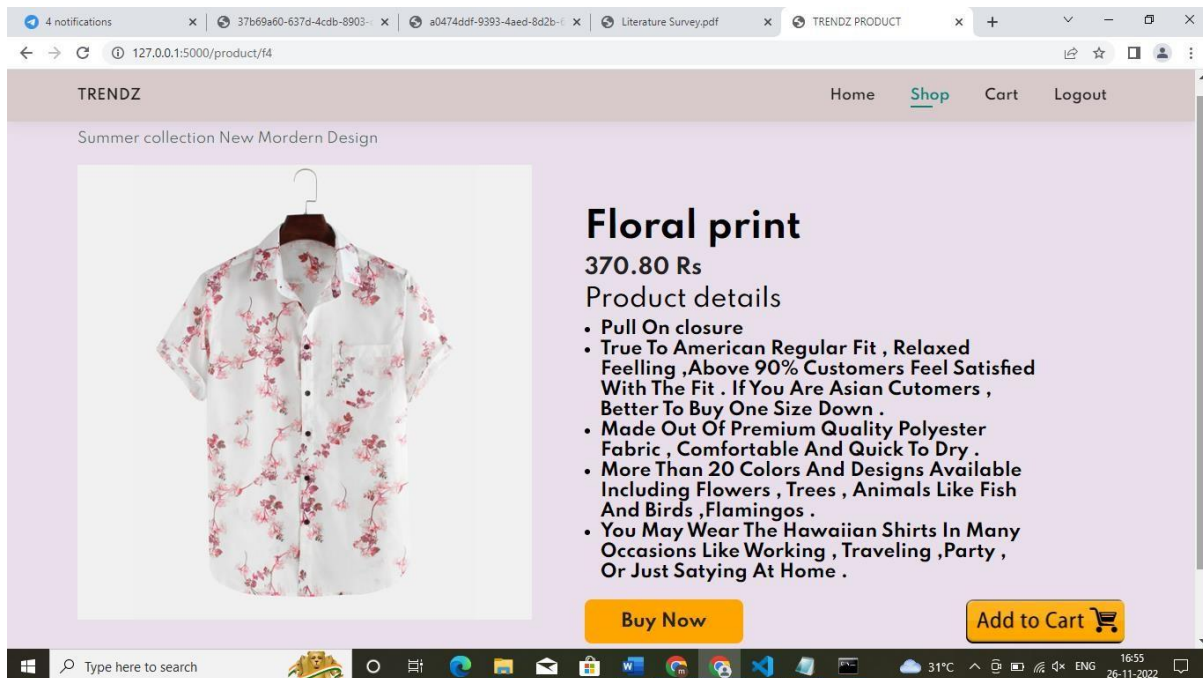 4 notifications
37b69a60-637d-4cdb-8903-
a0474ddf-9393-4aed-8d2b-
Literature Survey.pdf
TRENDZ PRODUCT
127.0.0.1:5000/product/f4
TRENDZ
Home
Shop
Cart
Logout
Summer collection New Mordern Design
Floral print
370.80 Rs
Product details
• Pull On closure
• True To American Regular Fit , Relaxed
Feelling ,Above 90% Customers Feel Satisfied
With The Fit . If You Are Asian Cutomers ,
Better To Buy One Size Down .
• Made Out Of Premium Quality Polyester
Fabric , Comfortable And Quick To Dry .
• More Than 20 Colors And Designs Available
Including Flowers , Trees , Animals Like Fish
And Birds ,Flamingos .
• You May Wear The Hawaiian Shirts In Many
Occasions Like Working , Traveling ,Party ,
Or Just Satying At Home .
Buy Now
Add to Cart
Type here to search
31°C
ENG
16:55
26-11-2022